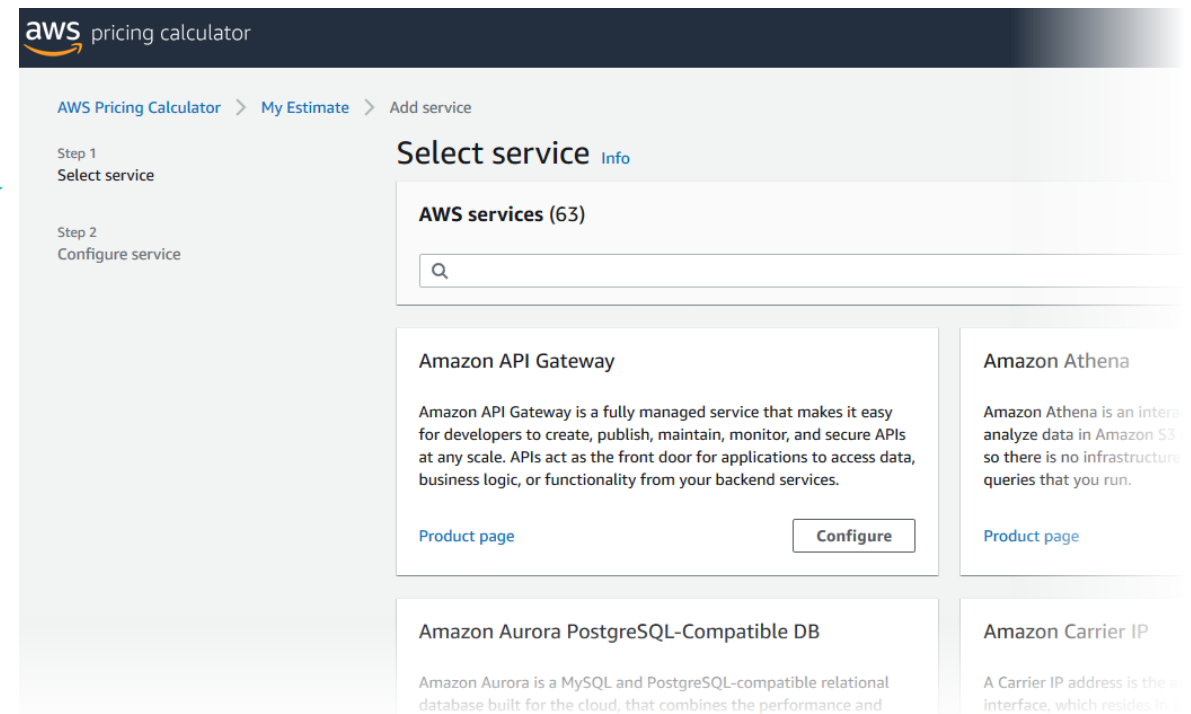 aws pricing calculator
AWS Pricing Calculator > My Estimate > Add service
Step 1
Select service
Step 2
Configure service
Select service Info
AWS services (63)
Amazon API Gateway
Amazon API Gateway is a fully managed service that makes it easy
for developers to create, publish, maintain, monitor, and secure APIs
at any scale. APIs act as the front door for applications to access data,
business logic, or functionality from your backend services.
Product page
Configure
Amazon Athena
Amazon Athena is an
analyze data in Amazon S3
so there is no infrastructure
queries that you run.
Product page
Amazon Aurora PostgreSQL-Compatible DB
Amazon Aurora is a MySQL and PostgreSQL-compatible relational
database built for the cloud, that combines the performance and
Amazon Carrier IP
A Carrier IP address is the
interface, which resides in